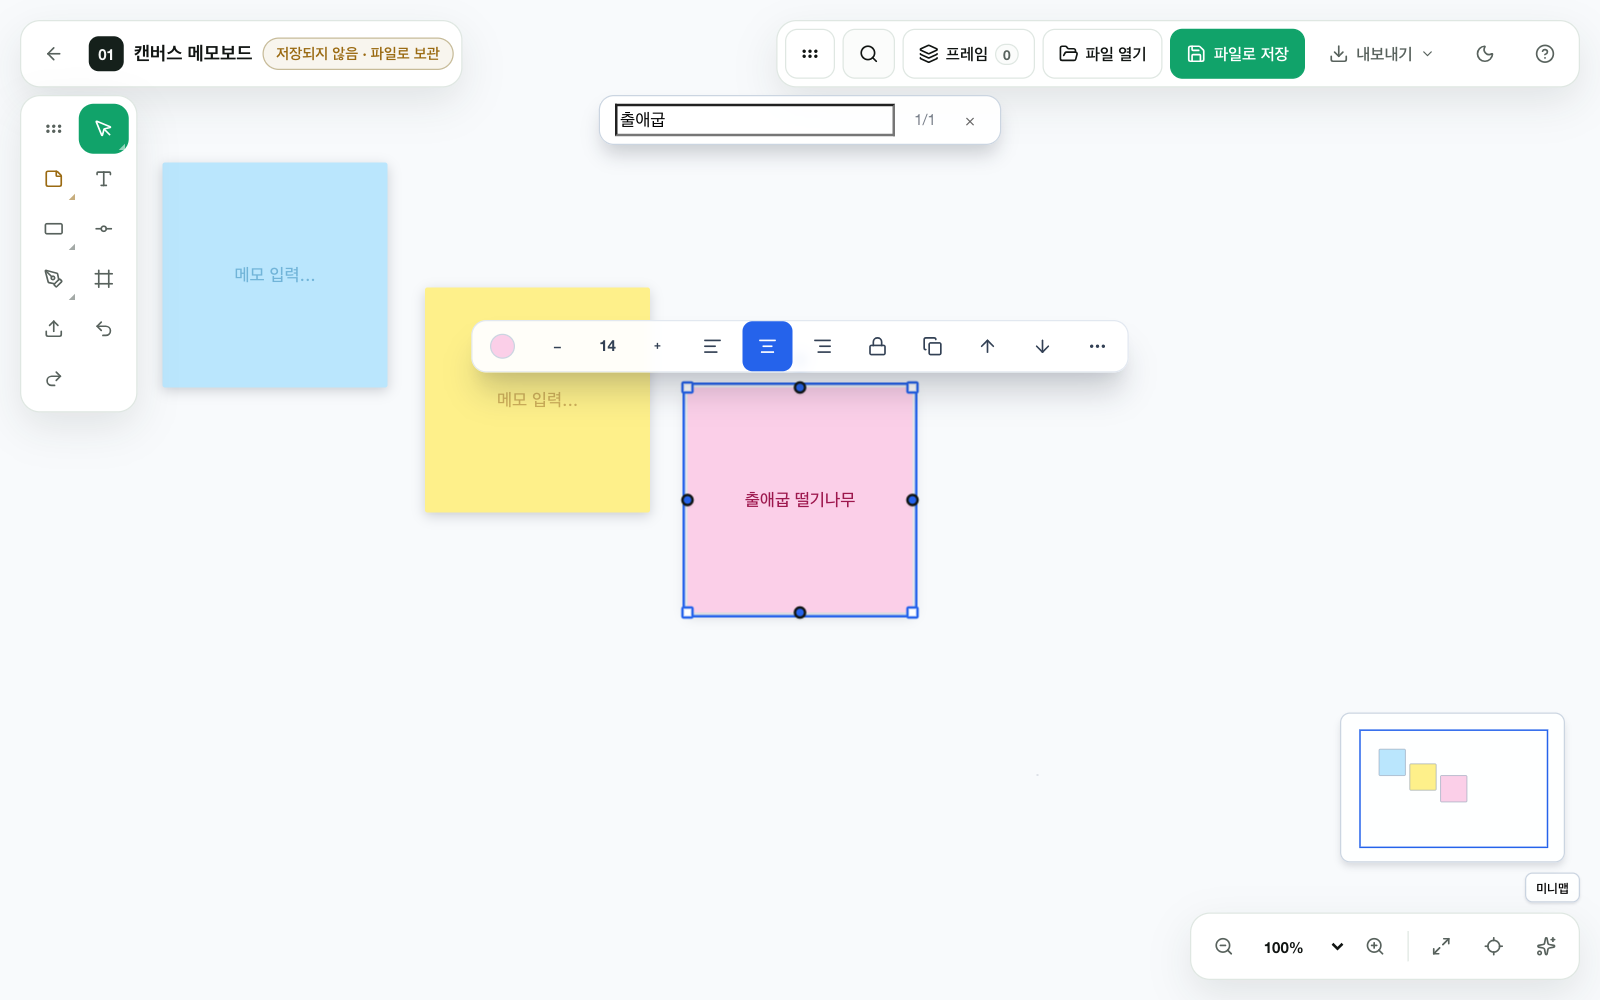 01 캔버스 메모보드 저장되지 않음 · 파일로 보관
프레임 0 파일 열기 파일로 저장 내보내기
출애굽 1/1 ×
메모 입력...
– 14 +
메모 입력...
출애굽 떨기나무
미니맵
100%